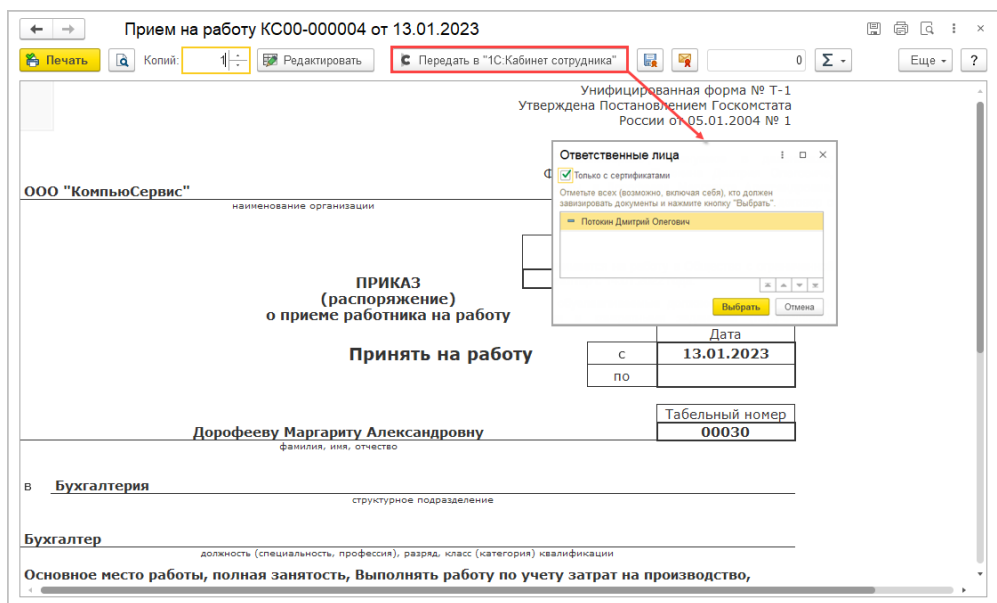 Прием на работу КС00-000004 от 13.01.2023
Печать Копий: 1 Редактировать Передать в "1С:Кабинет сотрудника" 0 Σ Еще ?
Унифицированная форма № Т-1
Утверждена Постановлением Госкомстата
России от 05.01.2004 № 1
Ответственные лица
Только с сертификатами
Отметьте всех (возможно, включая себя), кто должен
завизировать документы и нажмите кнопку "Выбрать".
Потокин Дмитрий Олегович
Выбрать Отмена
Ф
ООО "КомпьюСервис"
наименование организации
ПРИКАЗ
(распоряжение)
о приеме работника на работу
Дата
Принять на работу с 13.01.2023
по
Табельный номер
Дорофееву Маргариту Александровну 00030
фамилия, имя, отчество
в Бухгалтерия
структурное подразделение
Бухгалтер
должность (специальность, профессия), разряд, класс (категория) квалификации
Основное место работы, полная занятость, Выполнять работу по учету затрат на производство,